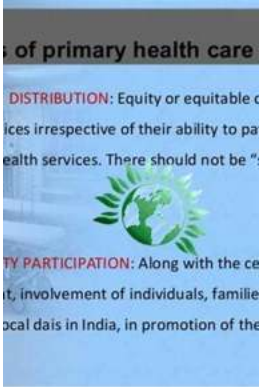 s of primary health care
DISTRIBUTION: Equity or equitable
ices irrespective of their ability to pa
ealth services. There should not be “
TY PARTICIPATION: Along with the ce
t, involvement of individuals, familie
ocal dais in India, in promotion of the